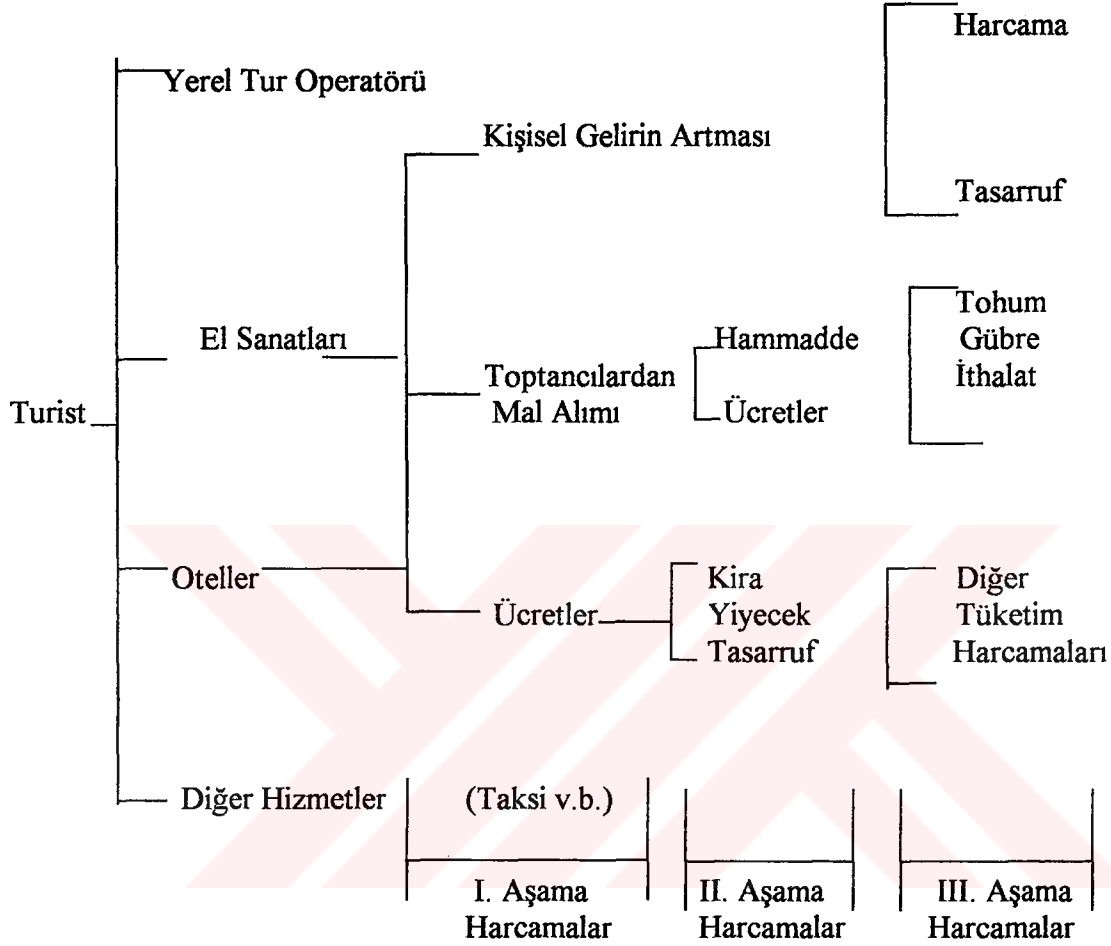 Harcama
Yerel Tur Operatörü
Kişisel Gelirin Artması
Tasarruf
El Sanatları
Toptancılardan
Mal Alımı
Hammadde
Ücretler
Tohum
Gübre
İthalat
Turist
Oteller
Ücretler
Kira
Yiyecek
Tasarruf
Diğer
Tüketim
Harcamaları
Diğer Hizmetler
(Taksi v.b.)
I. Aşama
Harcamalar
II. Aşama
Harcamalar
III. Aşama
Harcamalar